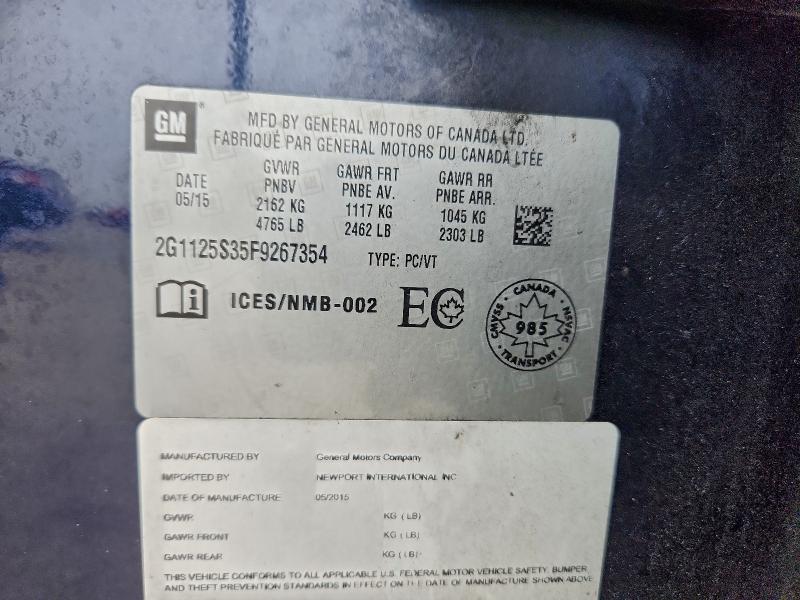 GM
MFD BY GENERAL MOTORS OF CANADA LTD.
FABRIQUÉ PAR GENERAL MOTORS DU CANADA LTÉE
DATE GVWR GAWR FRT GAWR RR
05/15 PNBV PNBE AV. PNBE ARR.
2162 KG 1117 KG 1045 KG
4765 LB 2462 LB 2303 LB
2G1125S35F9267354 TYPE: PC/VT
i ICES/NMB-002 EC
CANADA
CMVSS 985 NSVAC
TRANSPORT
MANUFACTURED BY General Motors Company
IMPORTED BY NEWPORT INTERNATIONAL INC
DATE OF MANUFACTURE 05/2015
GVWR KG ( LB)
GAWR FRONT KG ( LB)
GAWR REAR KG ( LB)
THIS VEHICLE CONFORMS TO ALL APPLICABLE U.S. FEDERAL MOTOR VEHICLE SAFETY, BUMPER,
AND THEFT PREVENTION STANDARDS IN EFFECT ON THE DATE OF MANUFACTURE SHOWN ABOVE